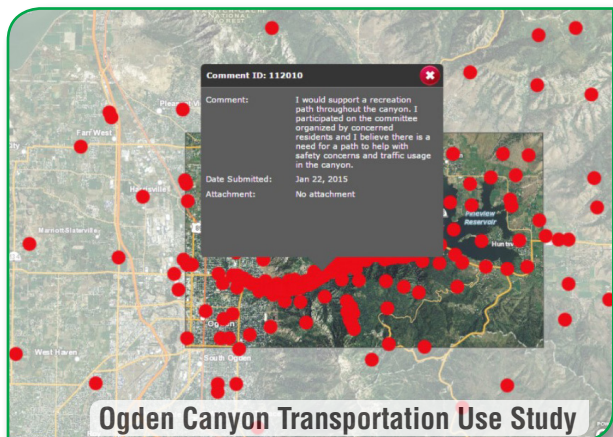 NATIONAL
FOREST
Comment ID: 112010
Comment:
I would support a recreation
path throughout the canyon. I
participated on the committee
organized by concerned
residents and I believe there is a
need for a path to help with
safety concerns and traffic usage
in the canyon.
Date Submitted:
Jan 22, 2015
Attachment:
No attachment
Farr West
Marriott-Slaterville
Pineview
Reservoir
Ogden
West Haven
South Ogden
Ogden Canyon Transportation Use Study